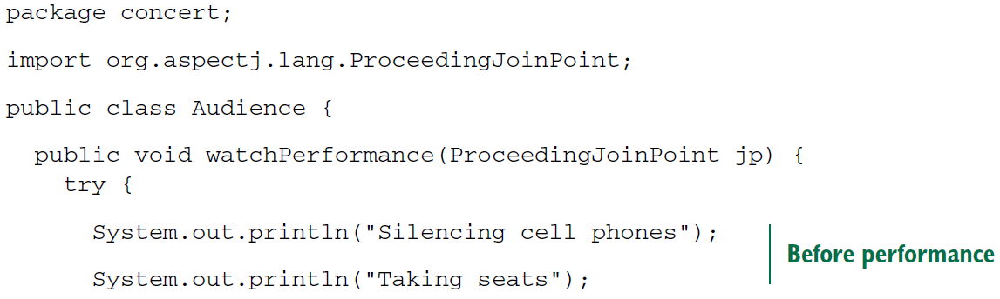 package concert;
import org.aspectj.lang.ProceedingJoinPoint;
public class Audience {
public void watchPerformance(ProceedingJoinPoint jp) {
try {
System.out.println("Silencing cell phones");
Before performance
System.out.println("Taking seats");